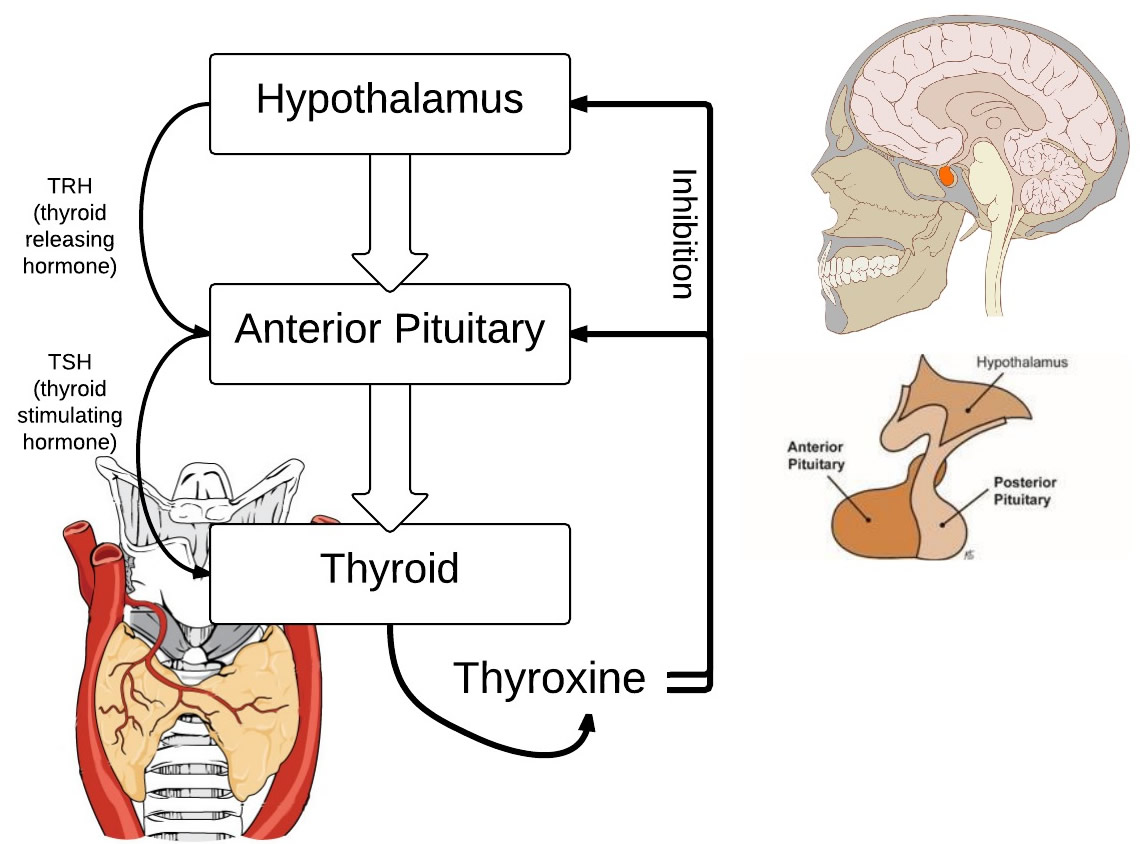 Hypothalamus
TRH
(thyroid
releasing
hormone)
Inhibition
Anterior Pituitary
TSH
(thyroid
stimulating
hormone)
Thyroid
Thyroxine
Hypothalamus
Anterior
Pituitary
Posterior
Pituitary